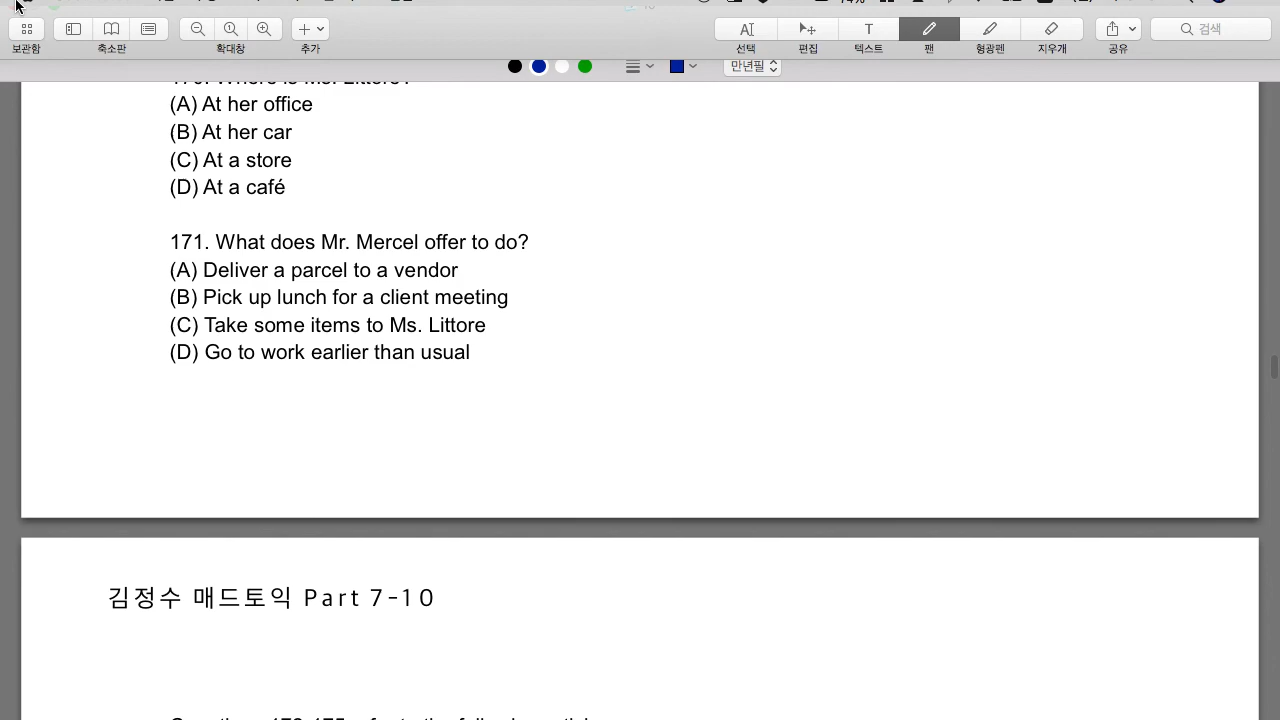 보관함
축소판
확대창
추가
선택
편집
텍스트
펜
형광펜
지우개
공유
검색
만년필
(A) At her office
(B) At her car
(C) At a store
(D) At a café
171. What does Mr. Mercel offer to do?
(A) Deliver a parcel to a vendor
(B) Pick up lunch for a client meeting
(C) Take some items to Ms. Littore
(D) Go to work earlier than usual
김정수 매드토익 Part 7-10